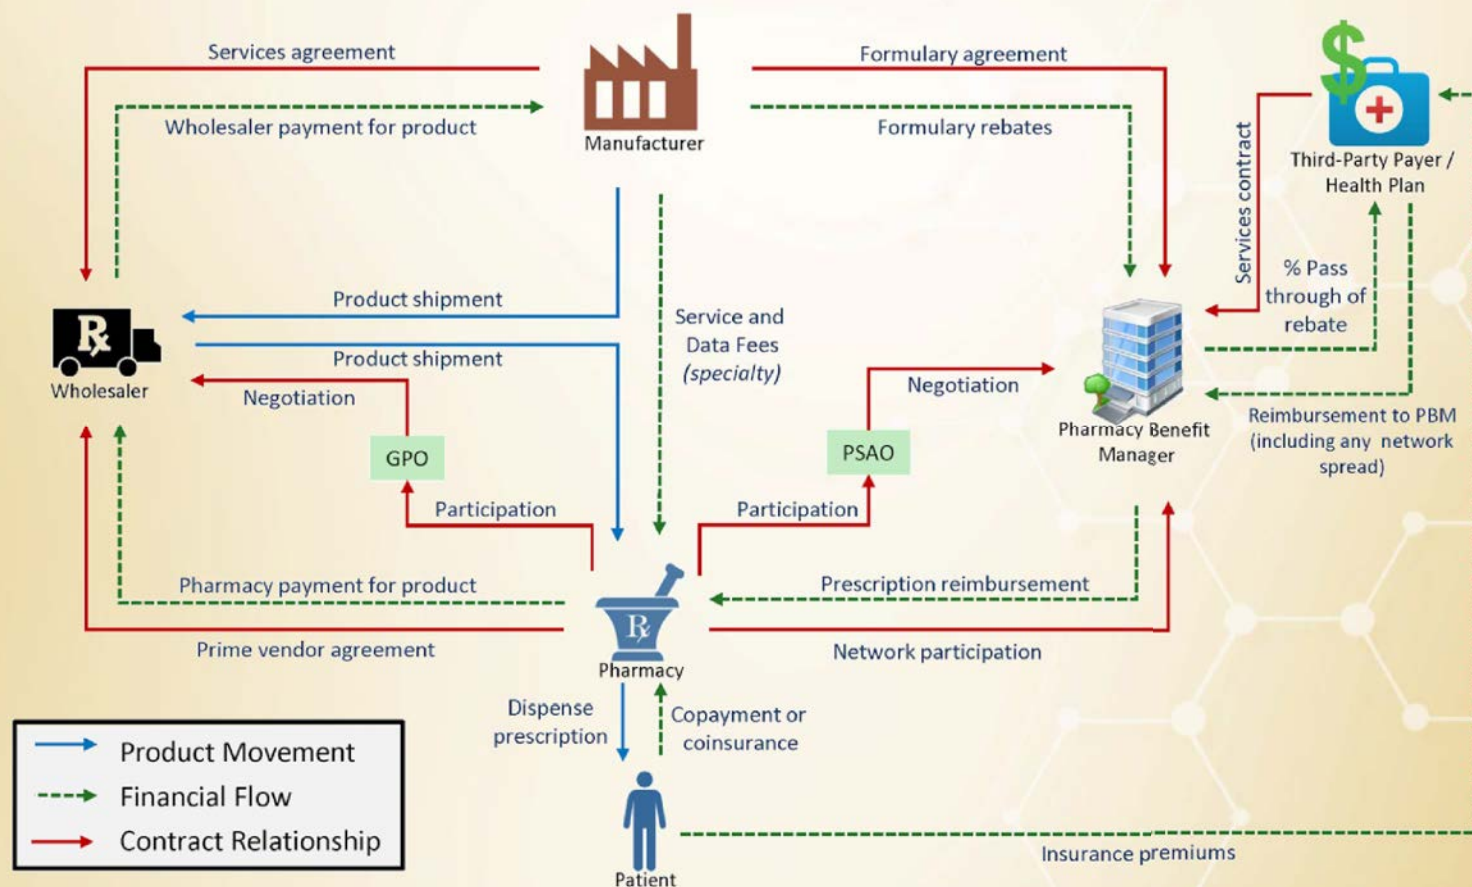 Services agreement
Wholesaler payment for product
Manufacturer
Formulary agreement
Formulary rebates
Third-Party Payer /
Health Plan
Services contract
% Pass
through of
rebate
Product shipment
Product shipment
Rx
Wholesaler
Negotiation
Service and
Data Fees
(specialty)
Negotiation
Pharmacy Benefit
Manager
Reimbursement to PBM
(including any network
spread)
GPO
PSAO
Participation
Participation
Pharmacy payment for product
Prescription reimbursement
Rx
Prime vendor agreement
Pharmacy
Network participation
Dispense
prescription
Copayment or
coinsurance
Product Movement
Financial Flow
Contract Relationship
Insurance premiums
Patient